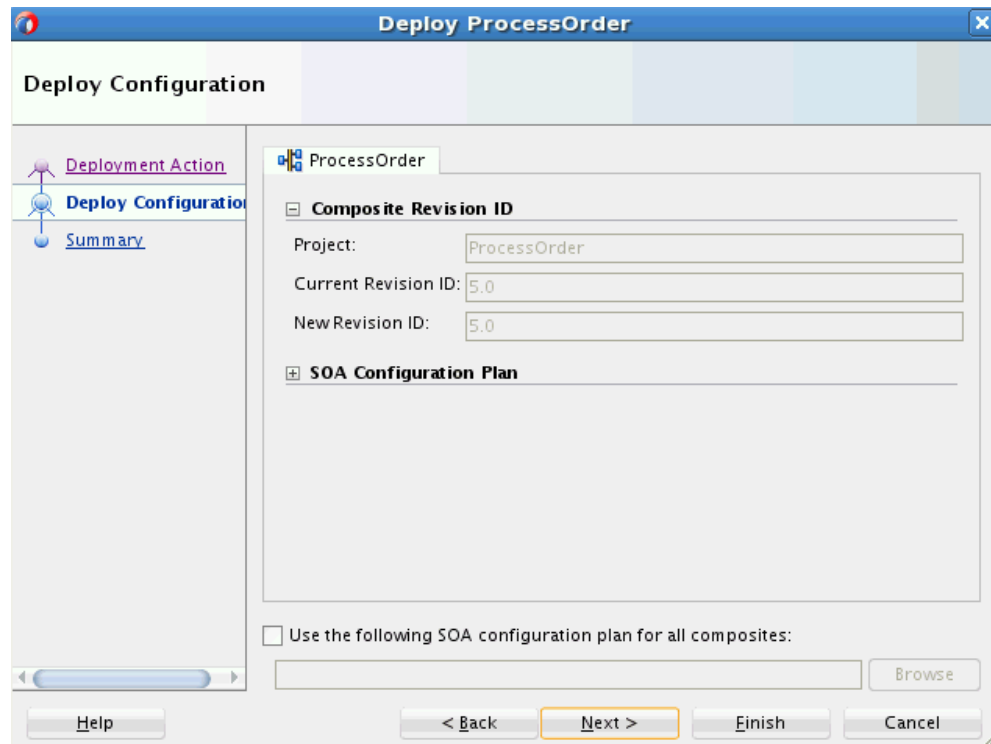 Deploy ProcessOrder
Deploy Configuration
Deployment Action
Deploy Configuratio
Summary
ProcessOrder
Composite Revision ID
Project:
ProcessOrder
Current Revision ID:
5.0
New Revision ID:
5.0
SOA Configuration Plan
Use the following SOA configuration plan for all composites:
Browse
Help
< Back
Next >
Finish
Cancel